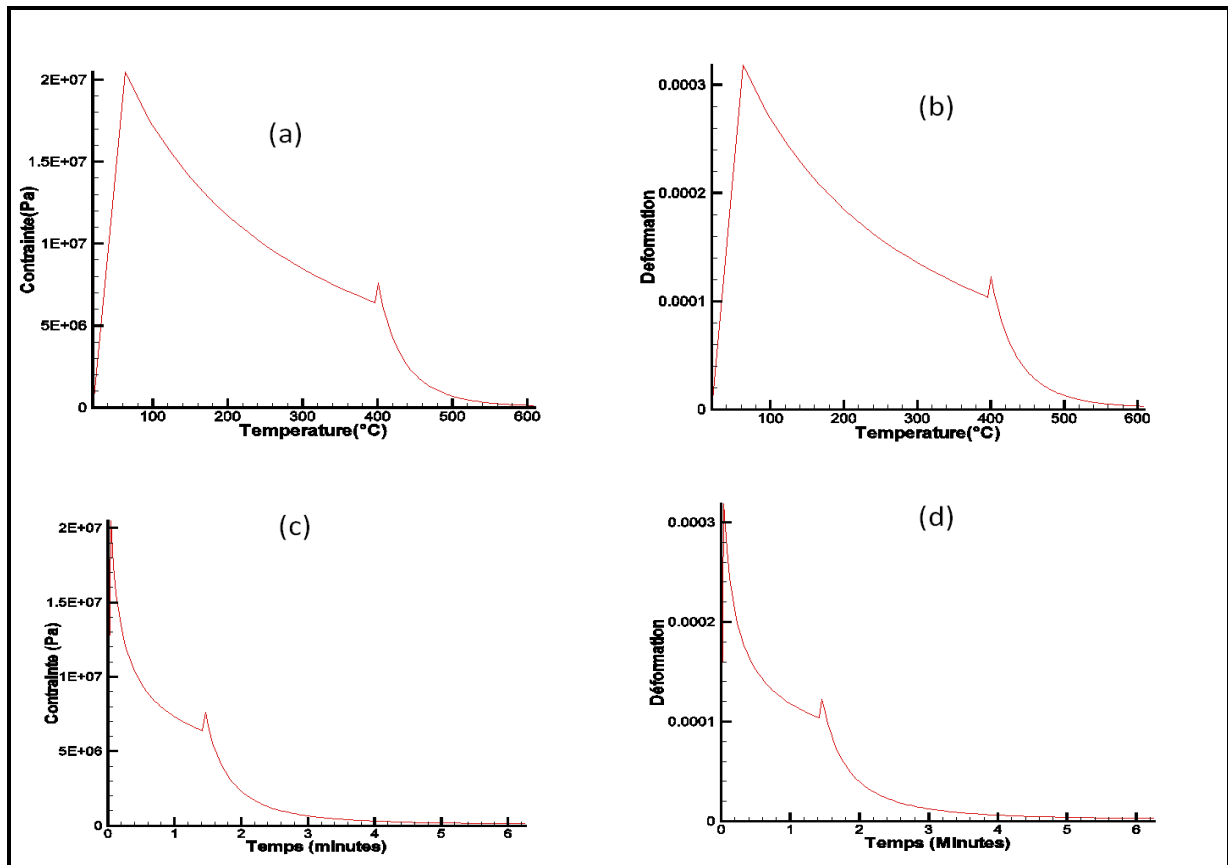 (a)
2E+07
1.5E+07
1E+07
5E+06
0
Contrainte(Pa)
100 200 300 400 500 600
Temperature(°C)
(b)
0.0003
0.0002
0.0001
0
Deformation
100 200 300 400 500 600
Temperature(°C)
(c)
2E+07
1.5E+07
1E+07
5E+06
0
Contrainte (Pa)
0 1 2 3 4 5 6
Temps (minutes)
(d)
0.0003
0.0002
0.0001
0
Déformation
0 1 2 3 4 5 6
Temps (Minutes)